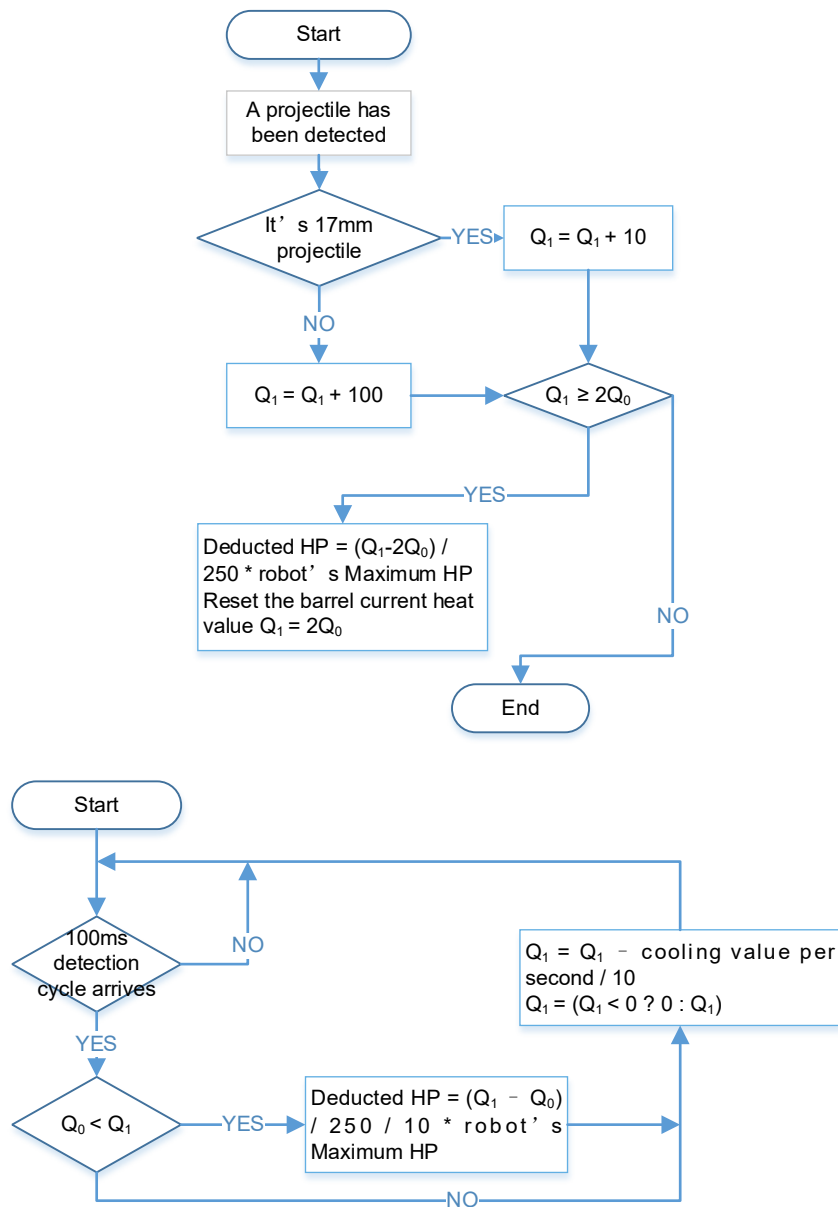 Start
A projectile has
been detected
It’s 17mm
projectile
YES
Q₁ = Q₁ + 10
NO
Q₁ = Q₁ + 100
Q₁ ≥ 2Q₀
YES
Deducted HP = (Q₁-2Q₀) /
250 * robot’s Maximum HP
Reset the barrel current heat
value Q₁ = 2Q₀
NO
End
Start
100ms
detection
cycle arrives
NO
Q₁ = Q₁ – cooling value per
second / 10
Q₁ = (Q₁ < 0 ? 0 : Q₁)
YES
Q₀ < Q₁
YES
Deducted HP = (Q₁ – Q₀)
/ 250 / 10 * robot’s
Maximum HP
NO